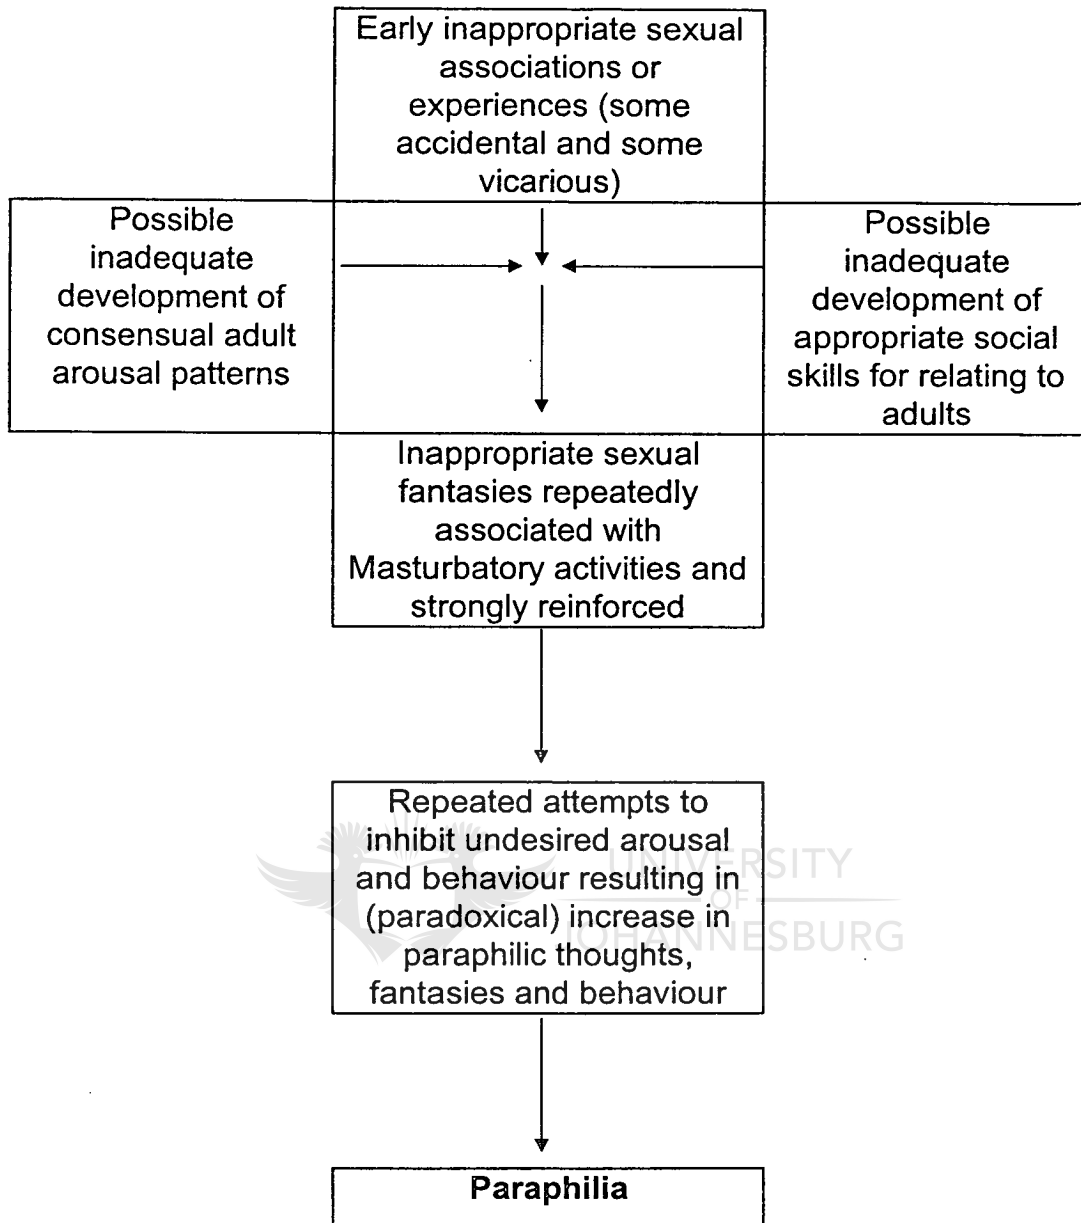 Early inappropriate sexual
associations or
experiences (some
accidental and some
vicarious)
Possible
inadequate
development of
consensual adult
arousal patterns
Possible
inadequate
development of
appropriate social
skills for relating to
adults
Inappropriate sexual
fantasies repeatedly
associated with
Masturbatory activities and
strongly reinforced
Repeated attempts to
inhibit undesired arousal
and behaviour resulting in
(paradoxical) increase in
paraphilic thoughts,
fantasies and behaviour
UNIVERSITY
OF
JOHANNESBURG
Paraphilia